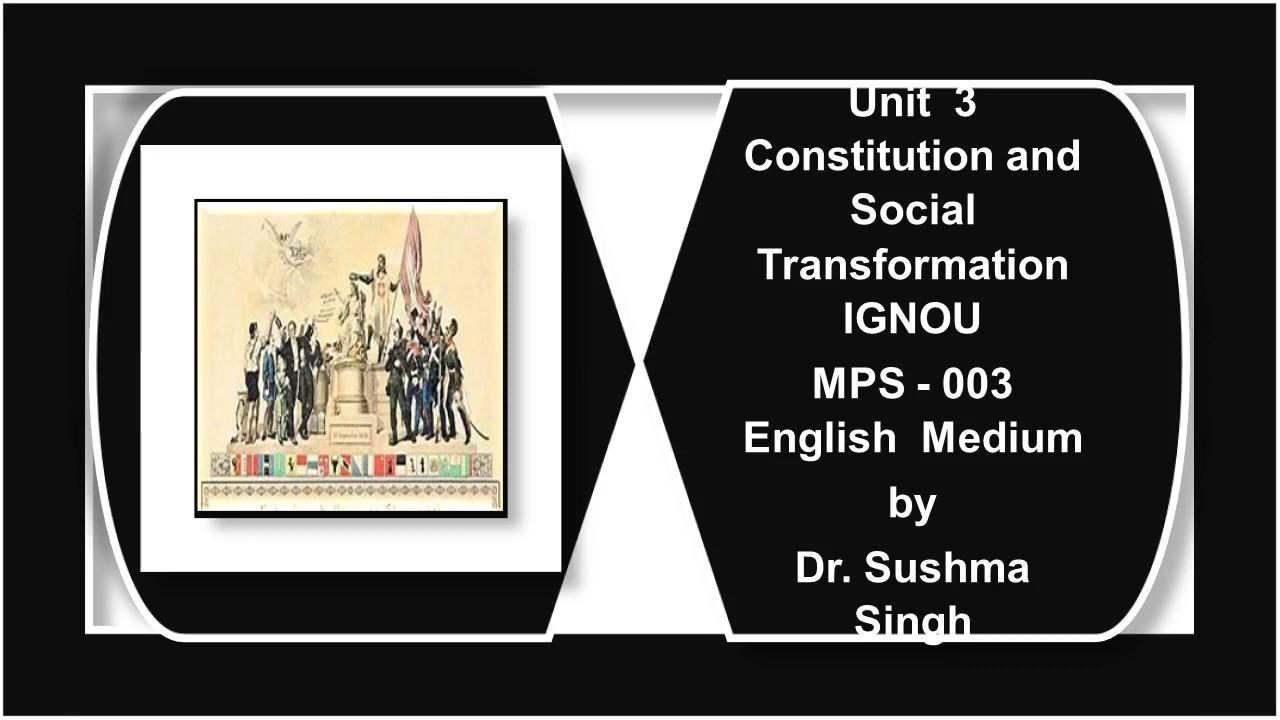 Unit 3
Constitution and
Social
Transformation
IGNOU
MPS - 003
English Medium
by
Dr. Sushma
Singh